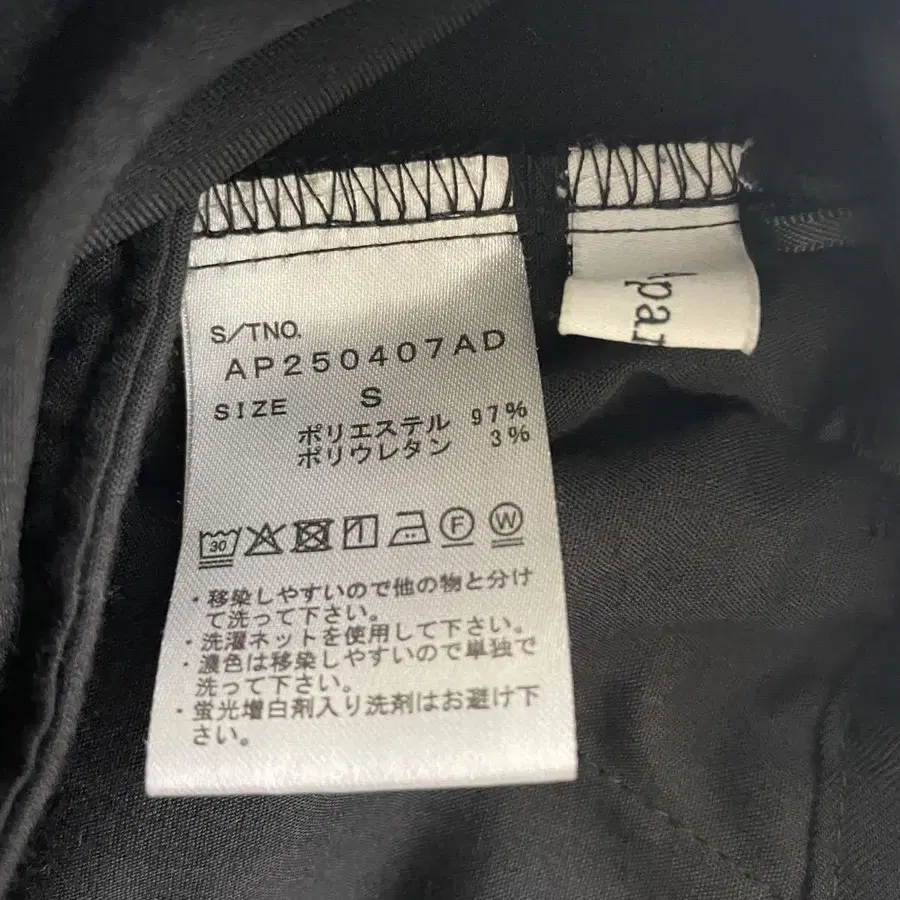 S/TNO.
AP250407AD
SIZE S
ポリエステル 97%
ポリウレタン 3%
30 F W
・移染しやすいので他の物と分け
て洗って下さい。
・洗濯ネットを使用して下さい。
・濃色は移染しやすいので単独で
洗って下さい。
・蛍光増白剤入り洗剤はお避け下
さい。